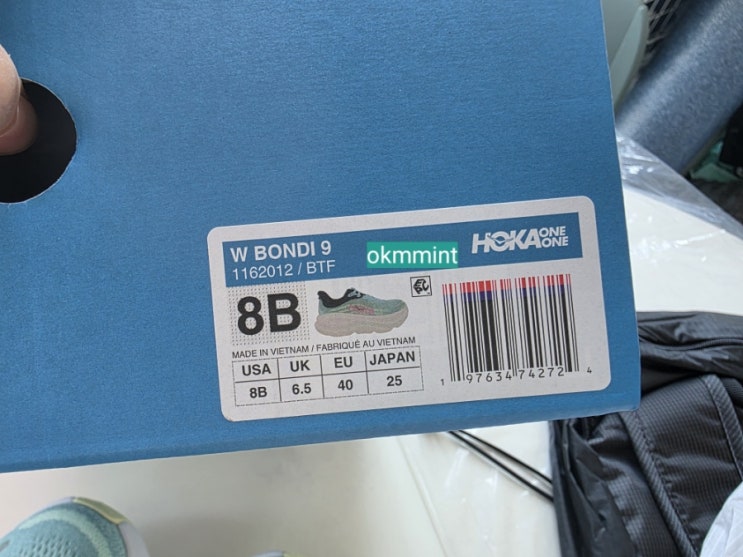 W BONDI 9
1162012 / BTF
okmmint
HOKA ONE ONE
8B
MADE IN VIETNAM / FABRIQUÉ AU VIETNAM
USA UK EU JAPAN
8B 6.5 40 25
1 97634 74272 4